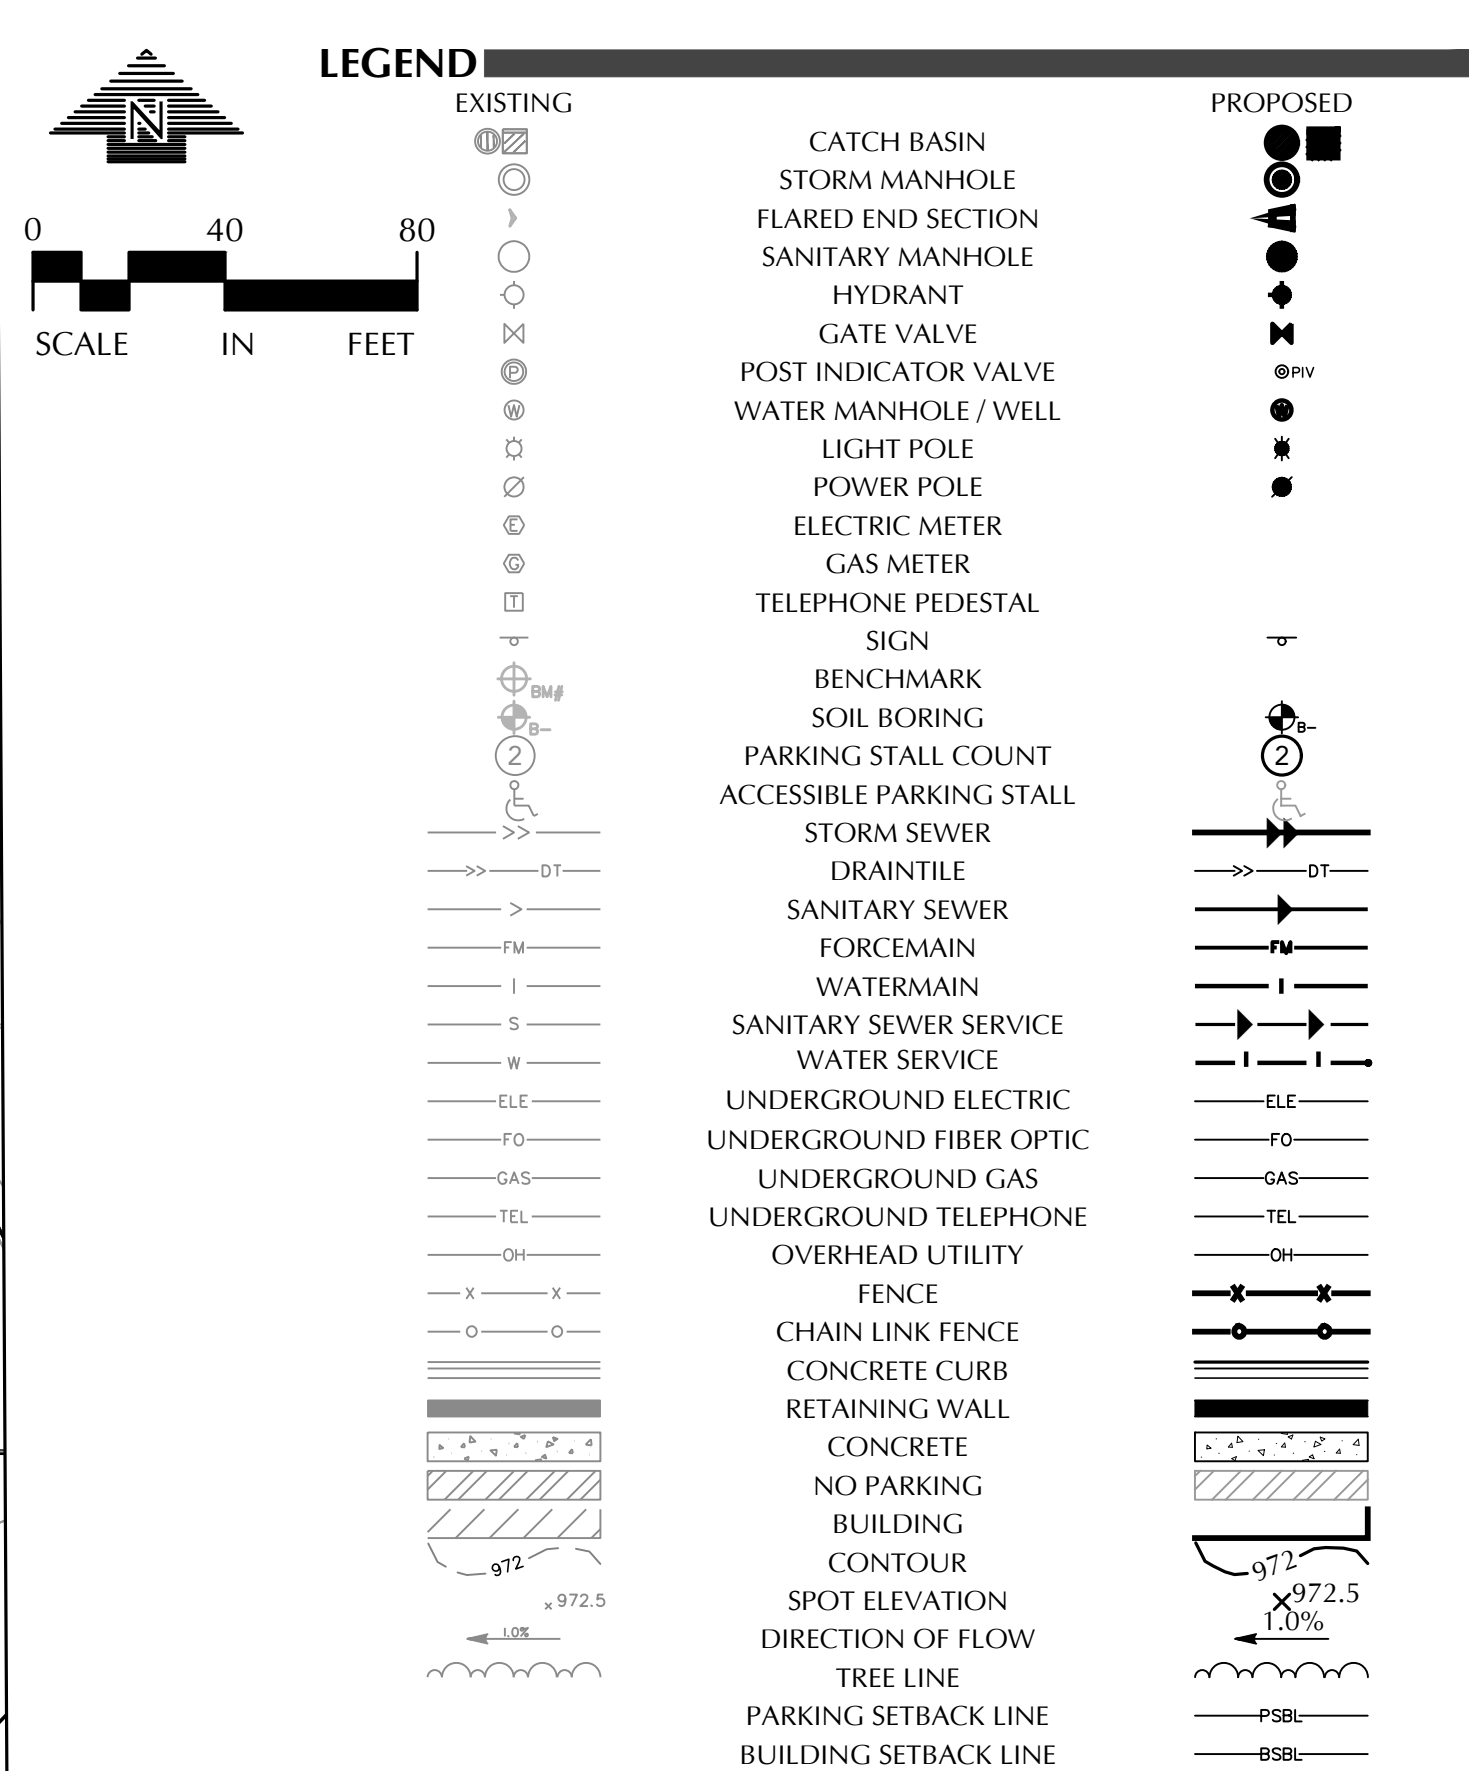 LEGEND
N
EXISTING PROPOSED
CATCH BASIN
STORM MANHOLE
0 40 80
SCALE IN FEET
FLARED END SECTION
SANITARY MANHOLE
HYDRANT
GATE VALVE
P POST INDICATOR VALVE PIV
W WATER MANHOLE / WELL W
LIGHT POLE
POWER POLE
E ELECTRIC METER
G GAS METER
T TELEPHONE PEDESTAL
SIGN
BM# BENCHMARK
B- SOIL BORING B-
2 PARKING STALL COUNT 2
ACCESSIBLE PARKING STALL
>> STORM SEWER
>> DT DRAINTILE >> DT
> SANITARY SEWER
FM FORCEMAIN FM
I WATERMAIN I
S SANITARY SEWER SERVICE
W WATER SERVICE I I
ELE UNDERGROUND ELECTRIC ELE
FO UNDERGROUND FIBER OPTIC FO
GAS UNDERGROUND GAS GAS
TEL UNDERGROUND TELEPHONE TEL
OH OVERHEAD UTILITY OH
X X FENCE X X
O O CHAIN LINK FENCE O O
CONCRETE CURB
RETAINING WALL
CONCRETE
NO PARKING
BUILDING
972 CONTOUR 972
x 972.5 SPOT ELEVATION x 972.5
1.0% DIRECTION OF FLOW 1.0%
TREE LINE
PARKING SETBACK LINE PSBL
BUILDING SETBACK LINE BSBL